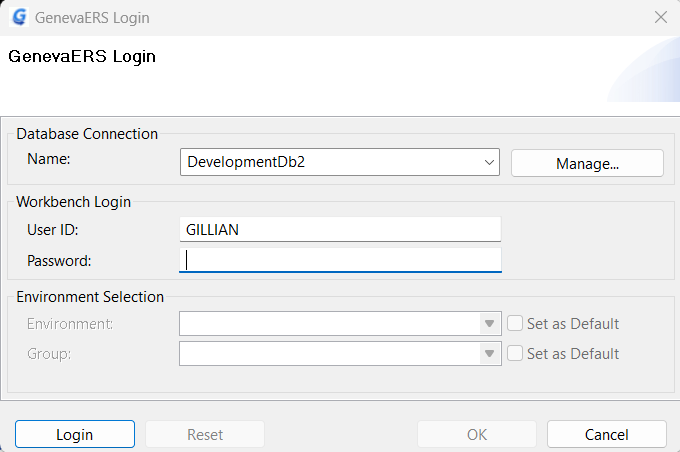 GenevaERS Login
GenevaERS Login
Database Connection
Name: DevelopmentDb2 Manage...
Workbench Login
User ID: GILLIAN
Password:
Environment Selection
Environment: Set as Default
Group: Set as Default
Login Reset OK Cancel